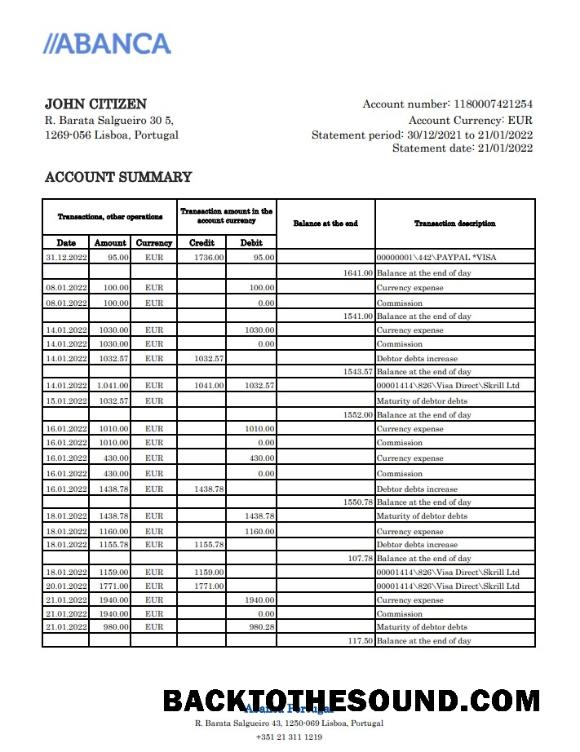 //ABANCA
JOHN CITIZEN
R. Barata Salgueiro 30 5,
1269-056 Lisboa, Portugal
Account number: 1180007421254
Account Currency: EUR
Statement period: 30/12/2021 to 21/01/2022
Statement date: 21/01/2022
ACCOUNT SUMMARY
Transactions, other operations
Transaction amount in the
account currency
Balance at the end
Transaction description
Date Amount Currency Credit Debit
31.12.2022 95.00 EUR 1736.00 95.00 00000001\442\PAYPAL *VISA
1641.00 Balance at the end of day
08.01.2022 100.00 EUR 100.00 Currency expense
08.01.2022 100.00 EUR 0.00 Commission
1541.00 Balance at the end of day
14.01.2022 1030.00 EUR 1030.00 Currency expense
14.01.2022 1030.00 EUR 0.00 Commission
14.01.2022 1032.57 EUR 1032.57 Debtor debts increase
1543.57 Balance at the end of day
14.01.2022 1.041.00 EUR 1041.00 1032.57 00001414\826\Visa Direct\Skrill Ltd
15.01.2022 1032.57 EUR Maturity of debtor debts
1552.00 Balance at the end of day
16.01.2022 1010.00 EUR 1010.00 Currency expense
16.01.2022 1010.00 EUR 0.00 Commission
16.01.2022 430.00 EUR 430.00 Currency expense
16.01.2022 430.00 EUR 0.00 Commission
16.01.2022 1438.78 EUR 1438.78 Debtor debts increase
1550.78 Balance at the end of day
18.01.2022 1438.78 EUR 1438.78 Maturity of debtor debts
18.01.2022 1160.00 EUR 1160.00 Currency expense
18.01.2022 1155.78 EUR 1155.78 Debtor debts increase
107.78 Balance at the end of day
18.01.2022 1159.00 EUR 1159.00 00001414\826\Visa Direct\Skrill Ltd
20.01.2022 1771.00 EUR 1771.00 00001414\826\Visa Direct\Skrill Ltd
21.01.2022 1940.00 EUR 1940.00 Currency expense
21.01.2022 1940.00 EUR 0.00 Commission
21.01.2022 980.00 EUR 980.28 Maturity of debtor debts
117.50 Balance at the end of day
BACKTOTHESOUND.COM
Abanca Portugal
R. Barata Salgueiro 43, 1250-069 Lisboa, Portugal
+351 21 311 1219